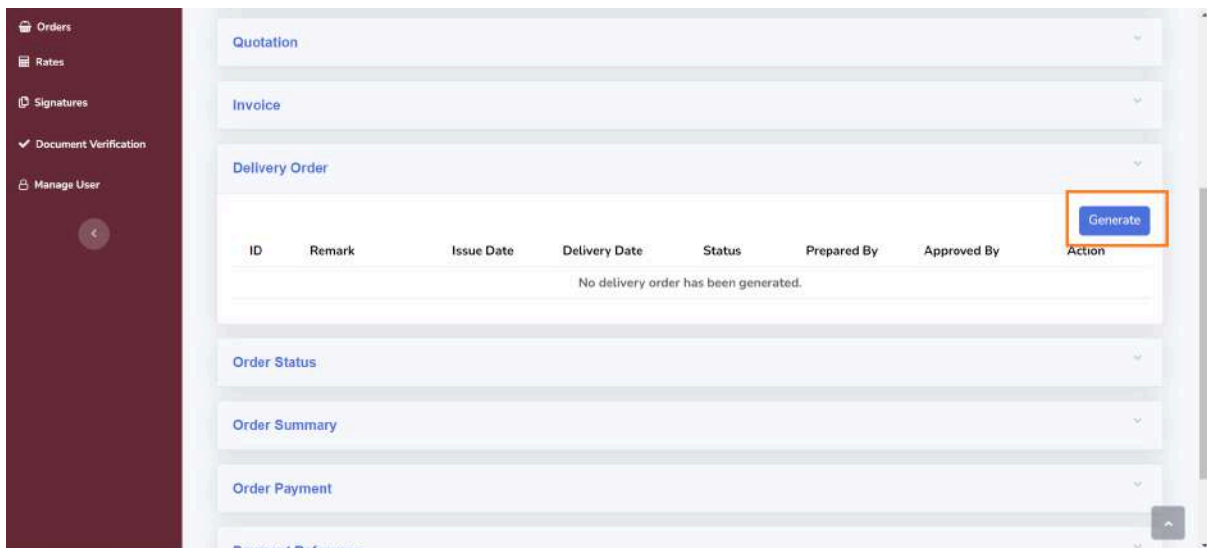 Orders
Rates
Signatures
Document Verification
Manage User
Quotation
Invoice
Delivery Order
Generate
ID Remark Issue Date Delivery Date Status Prepared By Approved By Action
No delivery order has been generated.
Order Status
Order Summary
Order Payment